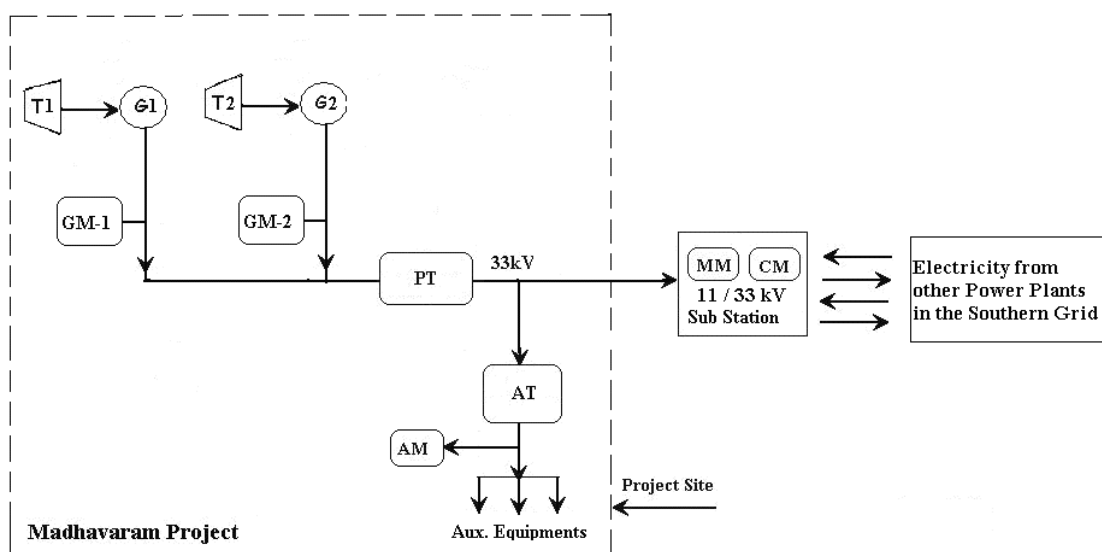 T1
G1
T2
G2
GM-1
GM-2
PT
33kV
MM
CM
11 / 33 kV
Sub Station
Electricity from
other Power Plants
in the Southern Grid
AT
AM
Project Site
Madhavaram Project
Aux. Equipments